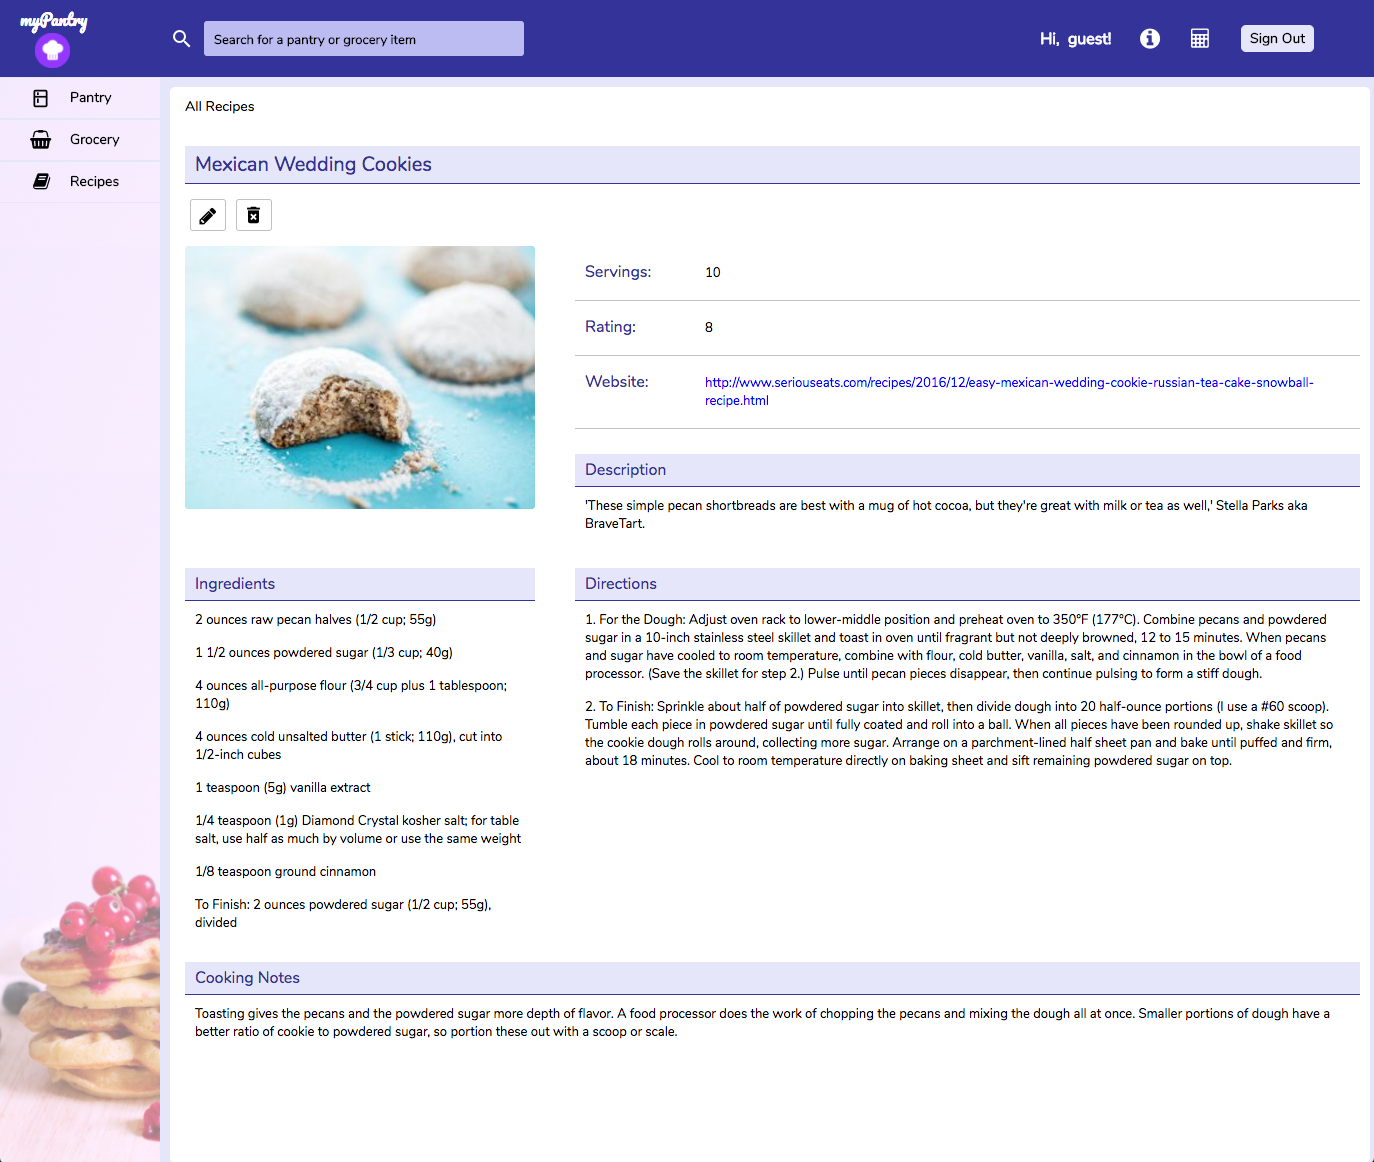 myPantry
Search for a pantry or grocery item
Hi, guest!
Sign Out
Pantry
Grocery
Recipes
All Recipes
Mexican Wedding Cookies
Servings: 10
Rating: 8
Website: http://www.seriouseats.com/recipes/2016/12/easy-mexican-wedding-cookie-russian-tea-cake-snowball-
recipe.html
Description
'These simple pecan shortbreads are best with a mug of hot cocoa, but they're great with milk or tea as well,' Stella Parks aka
BraveTart.
Ingredients
2 ounces raw pecan halves (1/2 cup; 55g)
1 1/2 ounces powdered sugar (1/3 cup; 40g)
4 ounces all-purpose flour (3/4 cup plus 1 tablespoon;
110g)
4 ounces cold unsalted butter (1 stick; 110g), cut into
1/2-inch cubes
1 teaspoon (5g) vanilla extract
1/4 teaspoon (1g) Diamond Crystal kosher salt; for table
salt, use half as much by volume or use the same weight
1/8 teaspoon ground cinnamon
To Finish: 2 ounces powdered sugar (1/2 cup; 55g),
divided
Directions
1. For the Dough: Adjust oven rack to lower-middle position and preheat oven to 350°F (177°C). Combine pecans and powdered
sugar in a 10-inch stainless steel skillet and toast in oven until fragrant but not deeply browned, 12 to 15 minutes. When pecans
and sugar have cooled to room temperature, combine with flour, cold butter, vanilla, salt, and cinnamon in the bowl of a food
processor. (Save the skillet for step 2.) Pulse until pecan pieces disappear, then continue pulsing to form a stiff dough.
2. To Finish: Sprinkle about half of powdered sugar into skillet, then divide dough into 20 half-ounce portions (I use a #60 scoop).
Tumble each piece in powdered sugar until fully coated and roll into a ball. When all pieces have been rounded up, shake skillet so
the cookie dough rolls around, collecting more sugar. Arrange on a parchment-lined half sheet pan and bake until puffed and firm,
about 18 minutes. Cool to room temperature directly on baking sheet and sift remaining powdered sugar on top.
Cooking Notes
Toasting gives the pecans and the powdered sugar more depth of flavor. A food processor does the work of chopping the pecans and mixing the dough all at once. Smaller portions of dough have a
better ratio of cookie to powdered sugar, so portion these out with a scoop or scale.